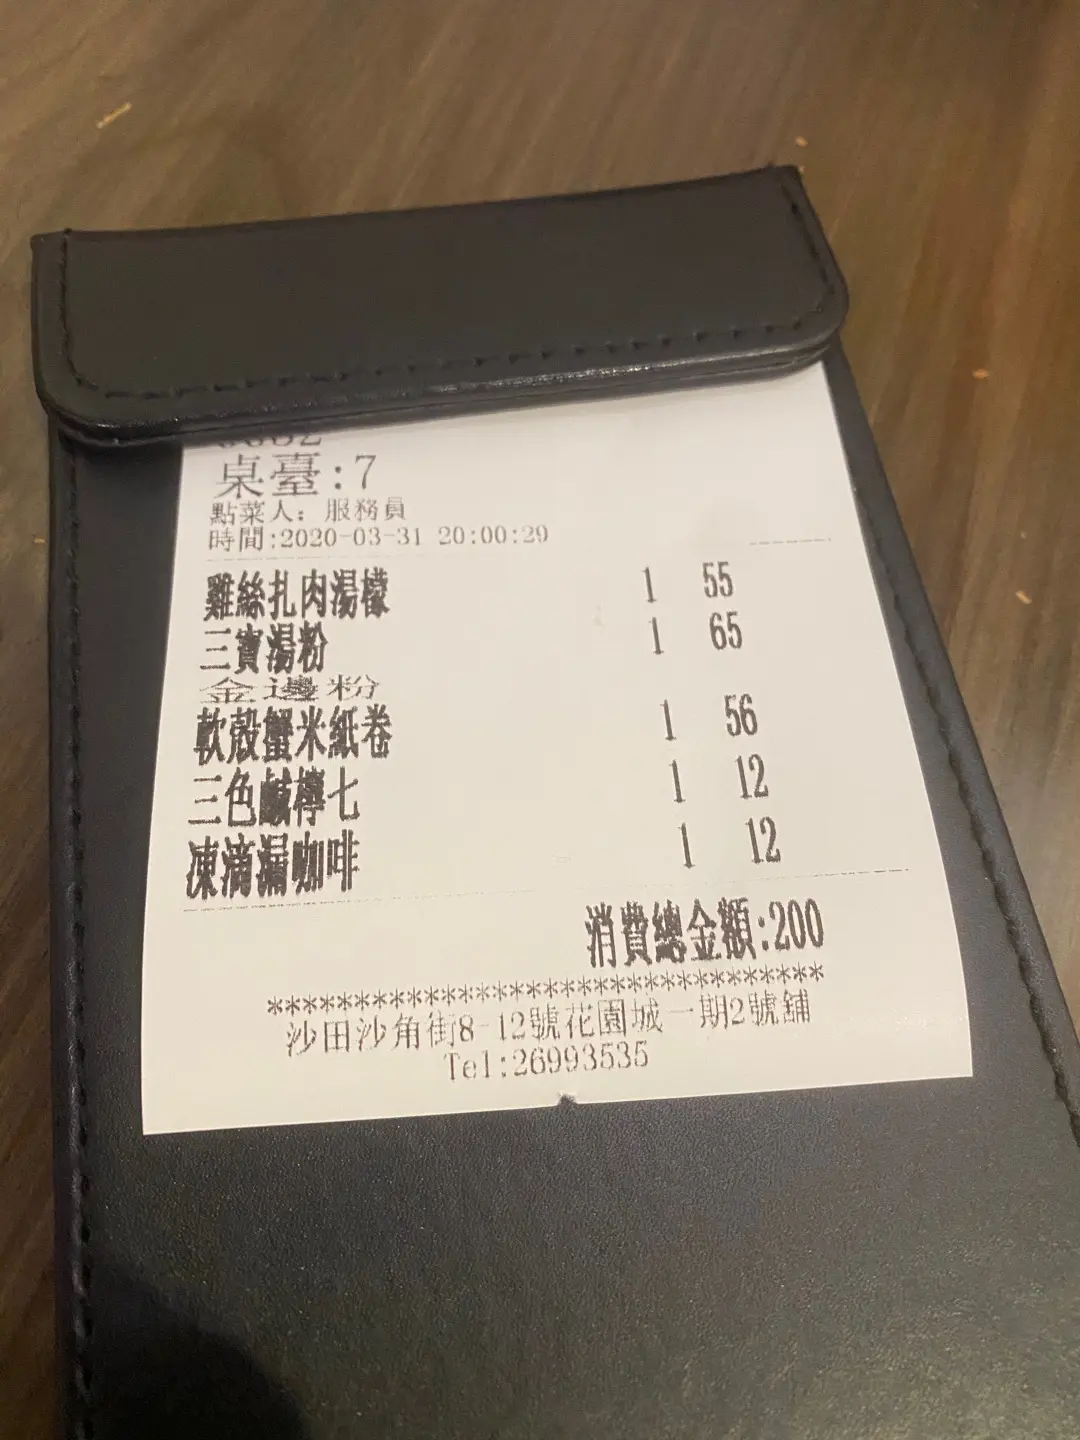 桌臺:7
點菜人：服務員
時間:2020-03-31 20:00:29
雞絲扎肉湯檬 1 55
三寶湯粉 1 65
金邊粉
軟殼蟹米紙卷 1 56
三色鹹檸七 1 12
凍滴漏咖啡 1 12
消費總金額:200
********************************
沙田沙角街8-12號花園城一期2號舖
Tel:26993535